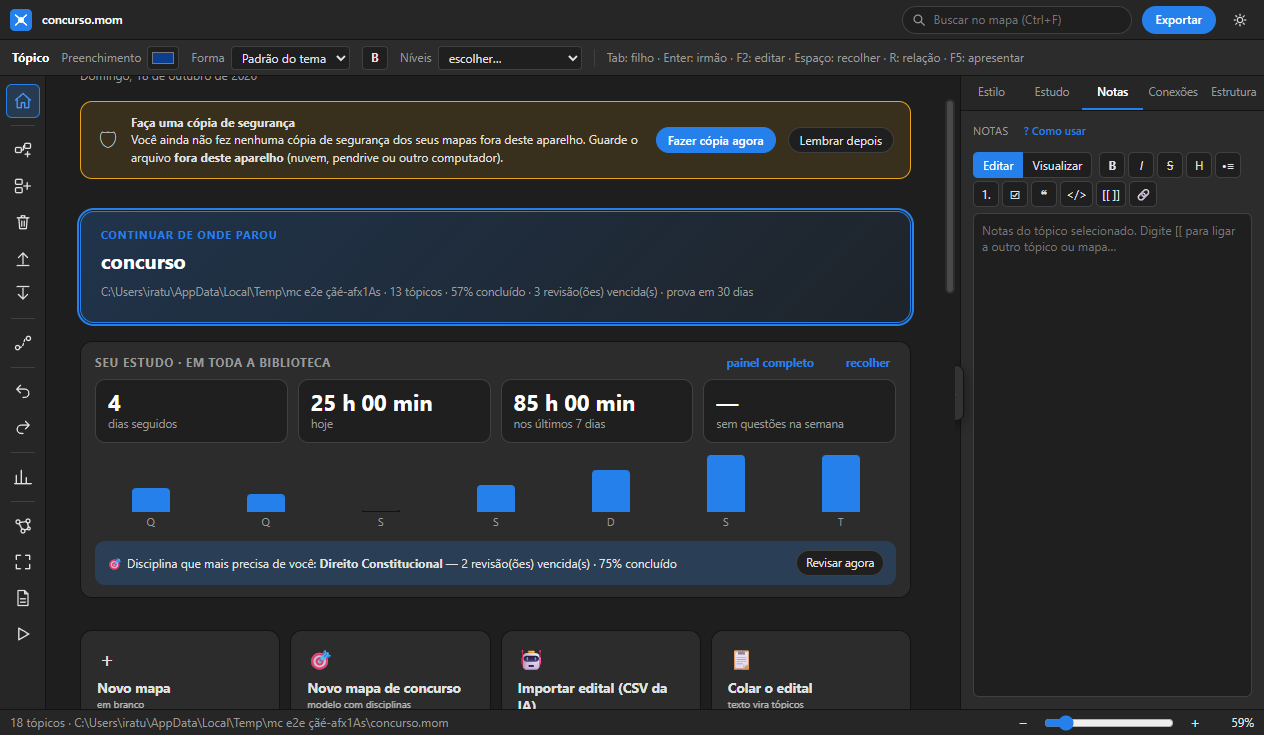 concurso.mom
Buscar no mapa (Ctrl+F)
Exportar
Tópico
Preenchimento
Forma
Padrão do tema
B
Níveis
escolher...
Tab: filho · Enter: irmão · F2: editar · Espaço: recolher · R: relação · F5: apresentar
Domingo, 18 de outubro de 2026
Faça uma cópia de segurança
Você ainda não fez nenhuma cópia de segurança dos seus mapas fora deste aparelho. Guarde o
arquivo fora deste aparelho (nuvem, pendrive ou outro computador).
Fazer cópia agora
Lembrar depois
CONTINUAR DE ONDE PAROU
concurso
C:\Users\iratu\AppData\Local\Temp\mc e2e çãé-afx1As · 13 tópicos · 57% concluído · 3 revisão(ões) vencida(s) · prova em 30 dias
SEU ESTUDO · EM TODA A BIBLIOTECA
painel completo
recolher
4
dias seguidos
25 h 00 min
hoje
85 h 00 min
nos últimos 7 dias
—
sem questões na semana
Q
Q
S
S
D
S
T
Disciplina que mais precisa de você: Direito Constitucional — 2 revisão(ões) vencida(s) · 75% concluído
Revisar agora
+
Novo mapa
em branco
Novo mapa de concurso
modelo com disciplinas
Importar edital (CSV da
IA)
Colar o edital
texto vira tópicos
Estilo
Estudo
Notas
Conexões
Estrutura
NOTAS
? Como usar
Editar
Visualizar
B
I
S
H
•≡
1.
☑
❝
</>
[[ ]]
Notas do tópico selecionado. Digite [[ para ligar
a outro tópico ou mapa...
18 tópicos · C:\Users\iratu\AppData\Local\Temp\mc e2e çãé-afx1As\concurso.mom
−
+
59%